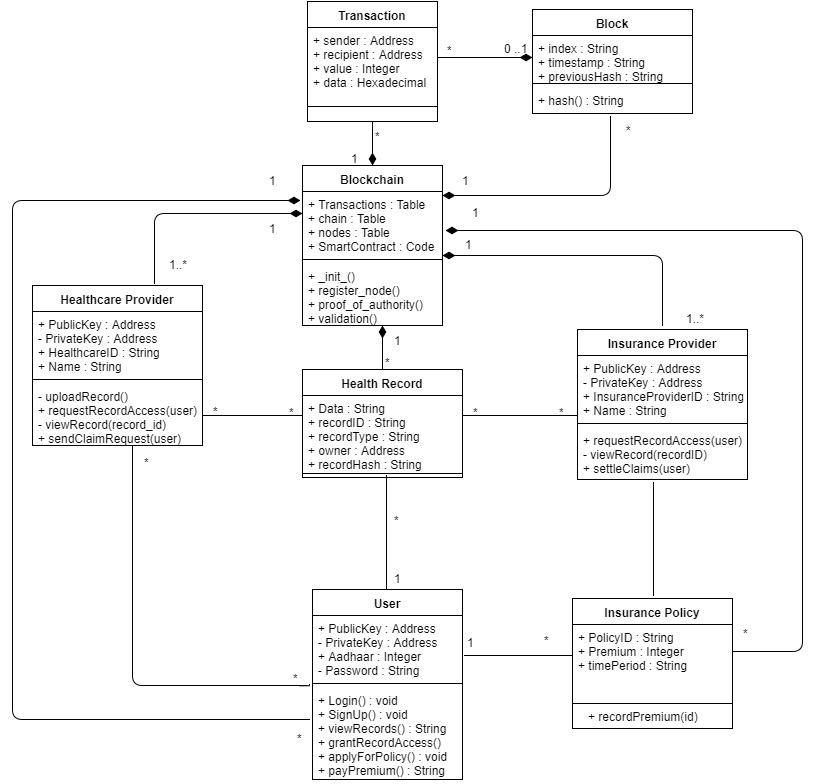 Transaction
+ sender : Address
+ recipient : Address
+ value : Integer
+ data : Hexadecimal
Block
+ index : String
+ timestamp : String
+ previousHash : String
+ hash() : String
*
0 ..1
*
1
*
1
1
1
1
1
Blockchain
+ Transactions : Table
+ chain : Table
+ nodes : Table
+ SmartContract : Code
+ _init_()
+ register_node()
+ proof_of_authority()
+ validation()
1..*
Healthcare Provider
+ PublicKey : Address
- PrivateKey : Address
+ HealthcareID : String
+ Name : String
- uploadRecord()
+ requestRecordAccess(user)
- viewRecord(record_id)
+ sendClaimRequest(user)
1
*
Health Record
+ Data : String
+ recordID : String
+ recordType : String
+ owner : Address
+ recordHash : String
1..*
Insurance Provider
+ PublicKey : Address
- PrivateKey : Address
+ InsuranceProviderID : String
+ Name : String
+ requestRecordAccess(user)
- viewRecord(recordID)
+ settleClaims(user)
*
*
*
*
*
*
1
User
+ PublicKey : Address
- PrivateKey : Address
+ Aadhaar : Integer
- Password : String
+ Login() : void
+ SignUp() : void
+ viewRecords() : String
+ grantRecordAccess()
+ applyForPolicy() : void
+ payPremium() : String
1
*
Insurance Policy
+ PolicyID : String
+ Premium : Integer
+ timePeriod : String
+ recordPremium(id)
*
*
*